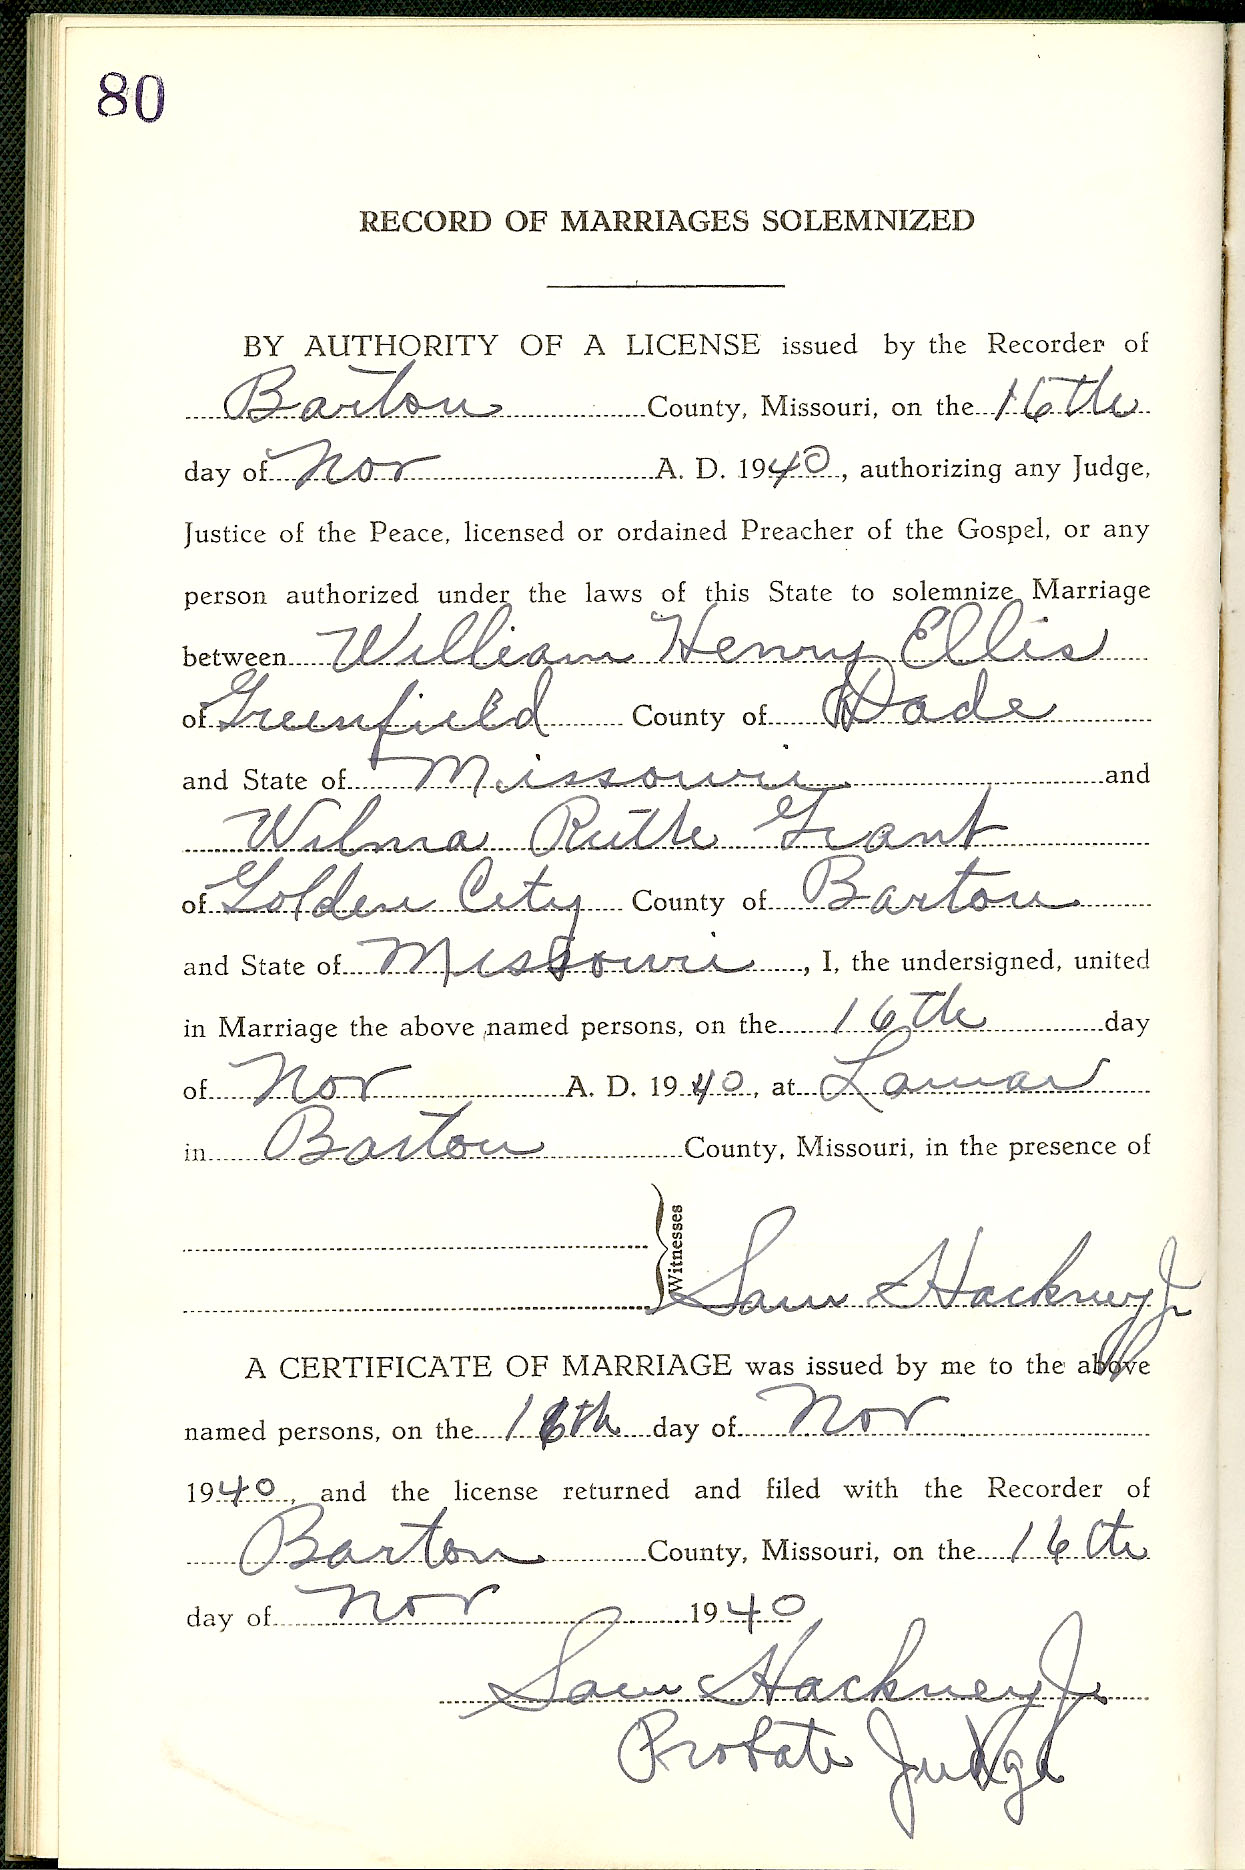 80
RECORD OF MARRIAGES SOLEMNIZED
BY AUTHORITY OF A LICENSE issued by the Recorder of
Barton County, Missouri, on the 16th
day of Nov A. D. 1940, authorizing any Judge,
Justice of the Peace, licensed or ordained Preacher of the Gospel, or any
person authorized under the laws of this State to solemnize Marriage
between William Henry Ellis
of Greenfield County of Dade
and State of Missouri and
Wilma Ruth Grant
of Golden City County of Barton
and State of Missouri, I, the undersigned, united
in Marriage the above named persons, on the 16th day
of Nov A. D. 1940, at Lamar
in Barton County, Missouri, in the presence of
Witnesses
Sam Hackney Jr
A CERTIFICATE OF MARRIAGE was issued by me to the above
named persons, on the 16th day of Nov
1940, and the license returned and filed with the Recorder of
Barton County, Missouri, on the 16th
day of Nov 1940
Sam Hackney Jr.
Probate Judge